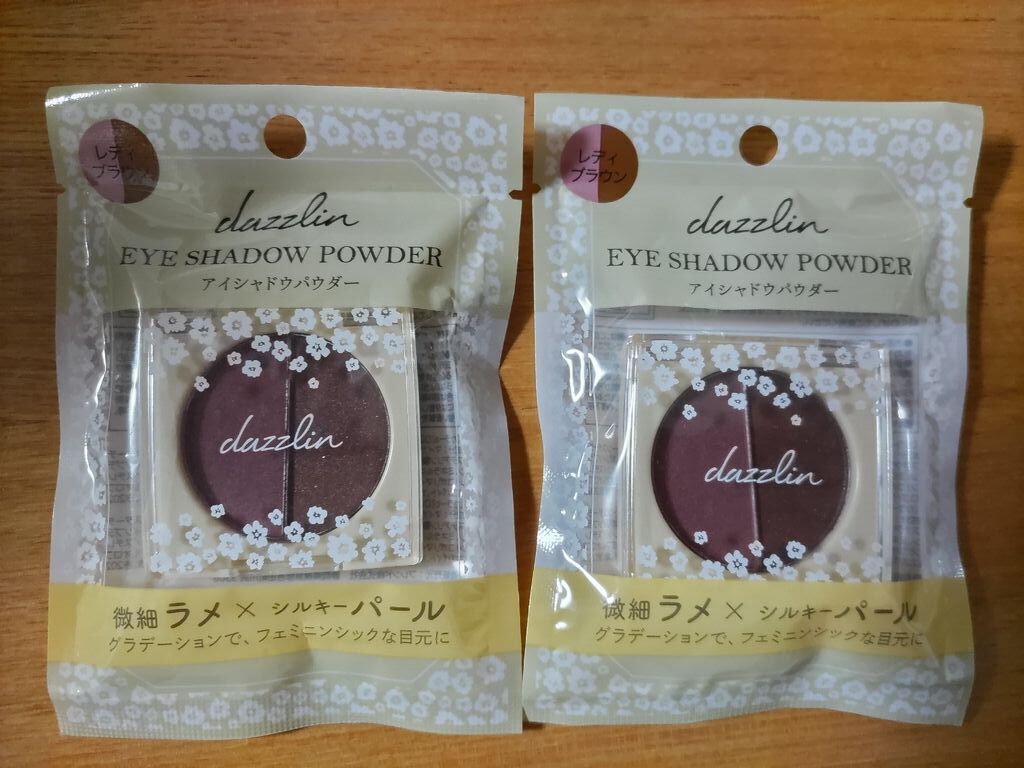 レディ
ブラウン
dazzlin
EYE SHADOW POWDER
アイシャドウパウダー
dazzlin
微細ラメ×シルキーパール
グラデーションで、フェミニンシックな目元に
レディ
ブラウン
dazzlin
EYE SHADOW POWDER
アイシャドウパウダー
dazzlin
微細ラメ×シルキーパール
グラデーションで、フェミニンシックな目元に